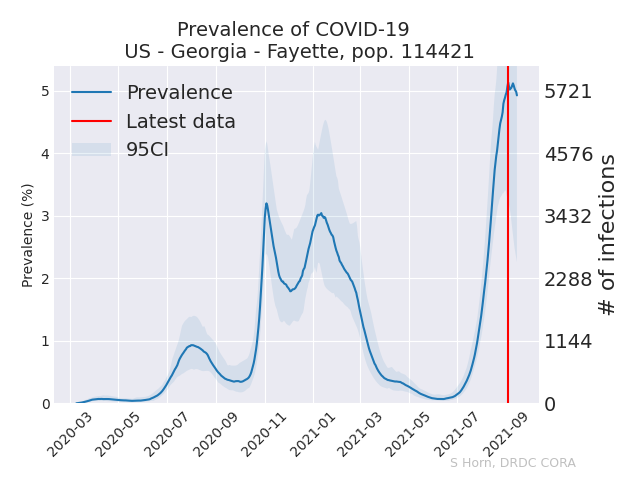 Prevalence of COVID-19
US - Georgia - Fayette, pop. 114421
Prevalence
Latest data
95CI
Prevalence (%)
5
4
3
2
1
0
5721
4576
3432
2288
1144
0
# of infections
2020-03
2020-05
2020-07
2020-09
2020-11
2021-01
2021-03
2021-05
2021-07
2021-09
S Horn, DRDC CORA